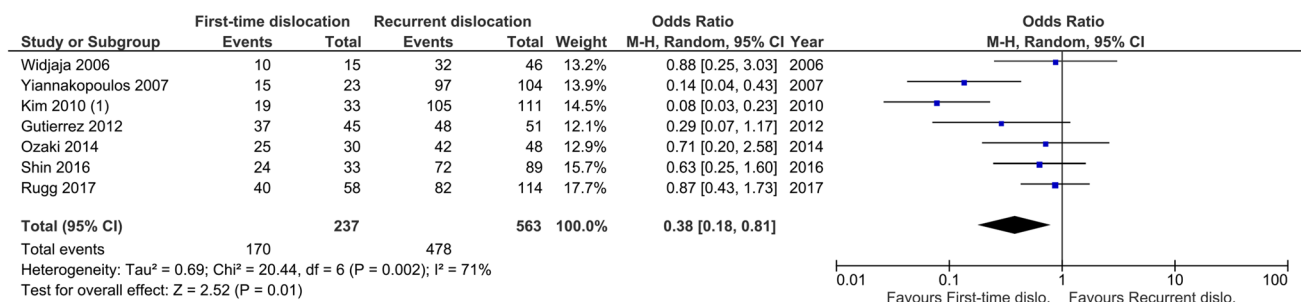 First-time dislocation Recurrent dislocation Odds Ratio Odds Ratio
Study or Subgroup Events Total Events Total Weight M-H, Random, 95% CI Year M-H, Random, 95% CI
Widjaja 2006 10 15 32 46 13.2% 0.88 [0.25, 3.03] 2006
Yiannakopoulos 2007 15 23 97 104 13.9% 0.14 [0.04, 0.43] 2007
Kim 2010 (1) 19 33 105 111 14.5% 0.08 [0.03, 0.23] 2010
Gutierrez 2012 37 45 48 51 12.1% 0.29 [0.07, 1.17] 2012
Ozaki 2014 25 30 42 48 12.9% 0.71 [0.20, 2.58] 2014
Shin 2016 24 33 72 89 15.7% 0.63 [0.25, 1.60] 2016
Rugg 2017 40 58 82 114 17.7% 0.87 [0.43, 1.73] 2017
Total (95% CI) 237 563 100.0% 0.38 [0.18, 0.81]
Total events 170 478
Heterogeneity: Tau² = 0.69; Chi² = 20.44, df = 6 (P = 0.002); I² = 71%
Test for overall effect: Z = 2.52 (P = 0.01)
0.01 0.1 1 10 100
Favours First-time dislo. Favours Recurrent dislo.